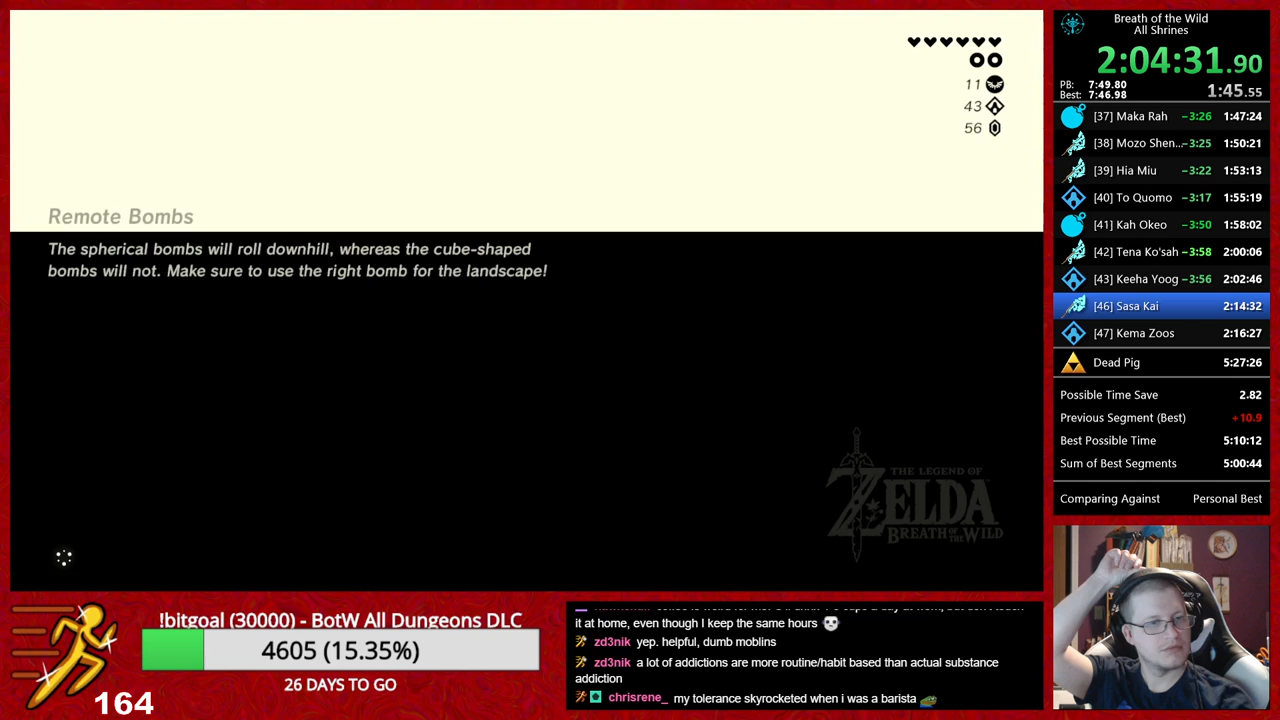 11
43
56
Remote Bombs
The spherical bombs will roll downhill, whereas the cube-shaped
bombs will not. Make sure to use the right bomb for the landscape!
THE LEGEND OF
ZELDA
BREATH OF THE WILD
Breath of the Wild
All Shrines
2:04:31.90
PB: 7:49.80
Best: 7:46.98
1:45.55
[37] Maka Rah -3:26 1:47:24
[38] Mozo Shen... -3:25 1:50:21
[39] Hia Miu -3:22 1:53:13
[40] To Quomo -3:17 1:55:19
[41] Kah Okeo -3:50 1:58:02
[42] Tena Ko'sah -3:58 2:00:06
[43] Keeha Yoog -3:56 2:02:46
[46] Sasa Kai 2:14:32
[47] Kema Zoos 2:16:27
Dead Pig 5:27:26
Possible Time Save 2.82
Previous Segment (Best) +10.9
Best Possible Time 5:10:12
Sum of Best Segments 5:00:44
Comparing Against Personal Best
164
!bitgoal (30000) - BotW All Dungeons DLC
4605 (15.35%)
26 DAYS TO GO
it at home, even though I keep the same hours
zd3nik yep. helpful, dumb moblins
zd3nik a lot of addictions are more routine/habit based than actual substance
addiction
chrisrene_ my tolerance skyrocketed when i was a barista